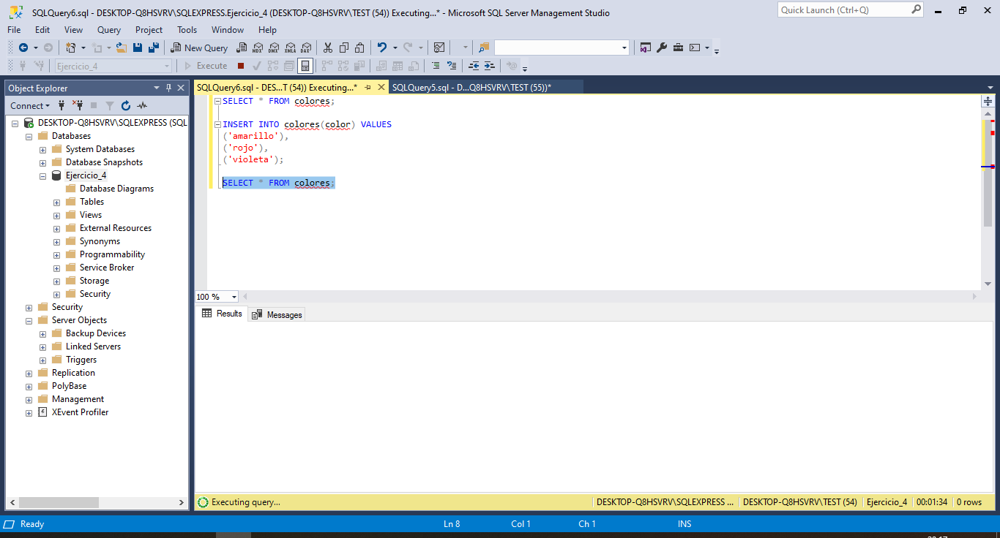 SQLQuery6.sql - DESKTOP-Q8HSVRV\SQLEXPRESS.Ejercicio_4 (DESKTOP-Q8HSVRV\TEST (54)) Executing...* - Microsoft SQL Server Management Studio
Quick Launch (Ctrl+Q)
File Edit View Query Project Tools Window Help
New Query MDX DMX XMLA DAX
Ejercicio_4 Execute
Object Explorer
SQLQuery6.sql - DES...T (54)) Executing...*
SQLQuery5.sql - D...Q8HSVRV\TEST (55))*
Connect
DESKTOP-Q8HSVRV\SQLEXPRESS (SQL
Databases
System Databases
Database Snapshots
Ejercicio_4
Database Diagrams
Tables
Views
External Resources
Synonyms
Programmability
Service Broker
Storage
Security
Security
Server Objects
Backup Devices
Linked Servers
Triggers
Replication
PolyBase
Management
XEvent Profiler
SELECT * FROM colores;
INSERT INTO colores(color) VALUES
('amarillo'),
('rojo'),
('violeta');
SELECT * FROM colores;
100 %
Results Messages
Executing query...
DESKTOP-Q8HSVRV\SQLEXPRESS ... DESKTOP-Q8HSVRV\TEST (54) Ejercicio_4 00:01:34 0 rows
Ready Ln 8 Col 1 Ch 1 INS